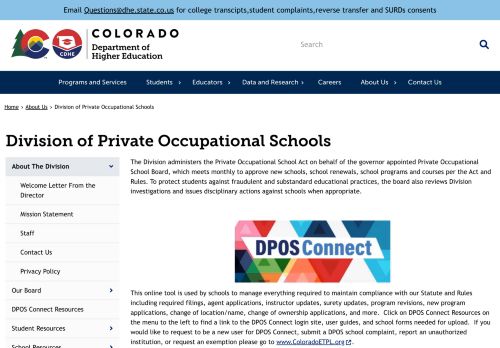 Email Questions@dhe.state.co.us for college transcipts,student complaints,reverse transfer and SURDs consents
COLORADO
Department of
Higher Education
CDHE
Search
Programs and Services
Students
Educators
Data and Research
Careers
About Us
Contact Us
Home > About Us > Division of Private Occupational Schools
Division of Private Occupational Schools
About The Division
Welcome Letter From the
Director
Mission Statement
Staff
Contact Us
Privacy Policy
Our Board
DPOS Connect Resources
Student Resources
School Resources
The Division administers the Private Occupational School Act on behalf of the governor appointed Private Occupational
School Board, which meets monthly to approve new schools, school renewals, school programs and courses per the Act and
Rules. To protect students against fraudulent and substandard educational practices, the board also reviews Division
investigations and issues disciplinary actions against schools when appropriate.
DPOS Connect
This online tool is used by schools to manage everything required to maintain compliance with our Statute and Rules
including required filings, agent applications, instructor updates, surety updates, program revisions, new program
applications, change of location/name, change of ownership applications, and more. Click on DPOS Connect Resources on
the menu to the left to find a link to the DPOS Connect login site, user guides, and school forms needed for upload. If you
would like to request to be a new user for DPOS Connect, submit a DPOS school complaint, report an unauthorized
institution, or request an exemption please go to www.ColoradoETPL.org.